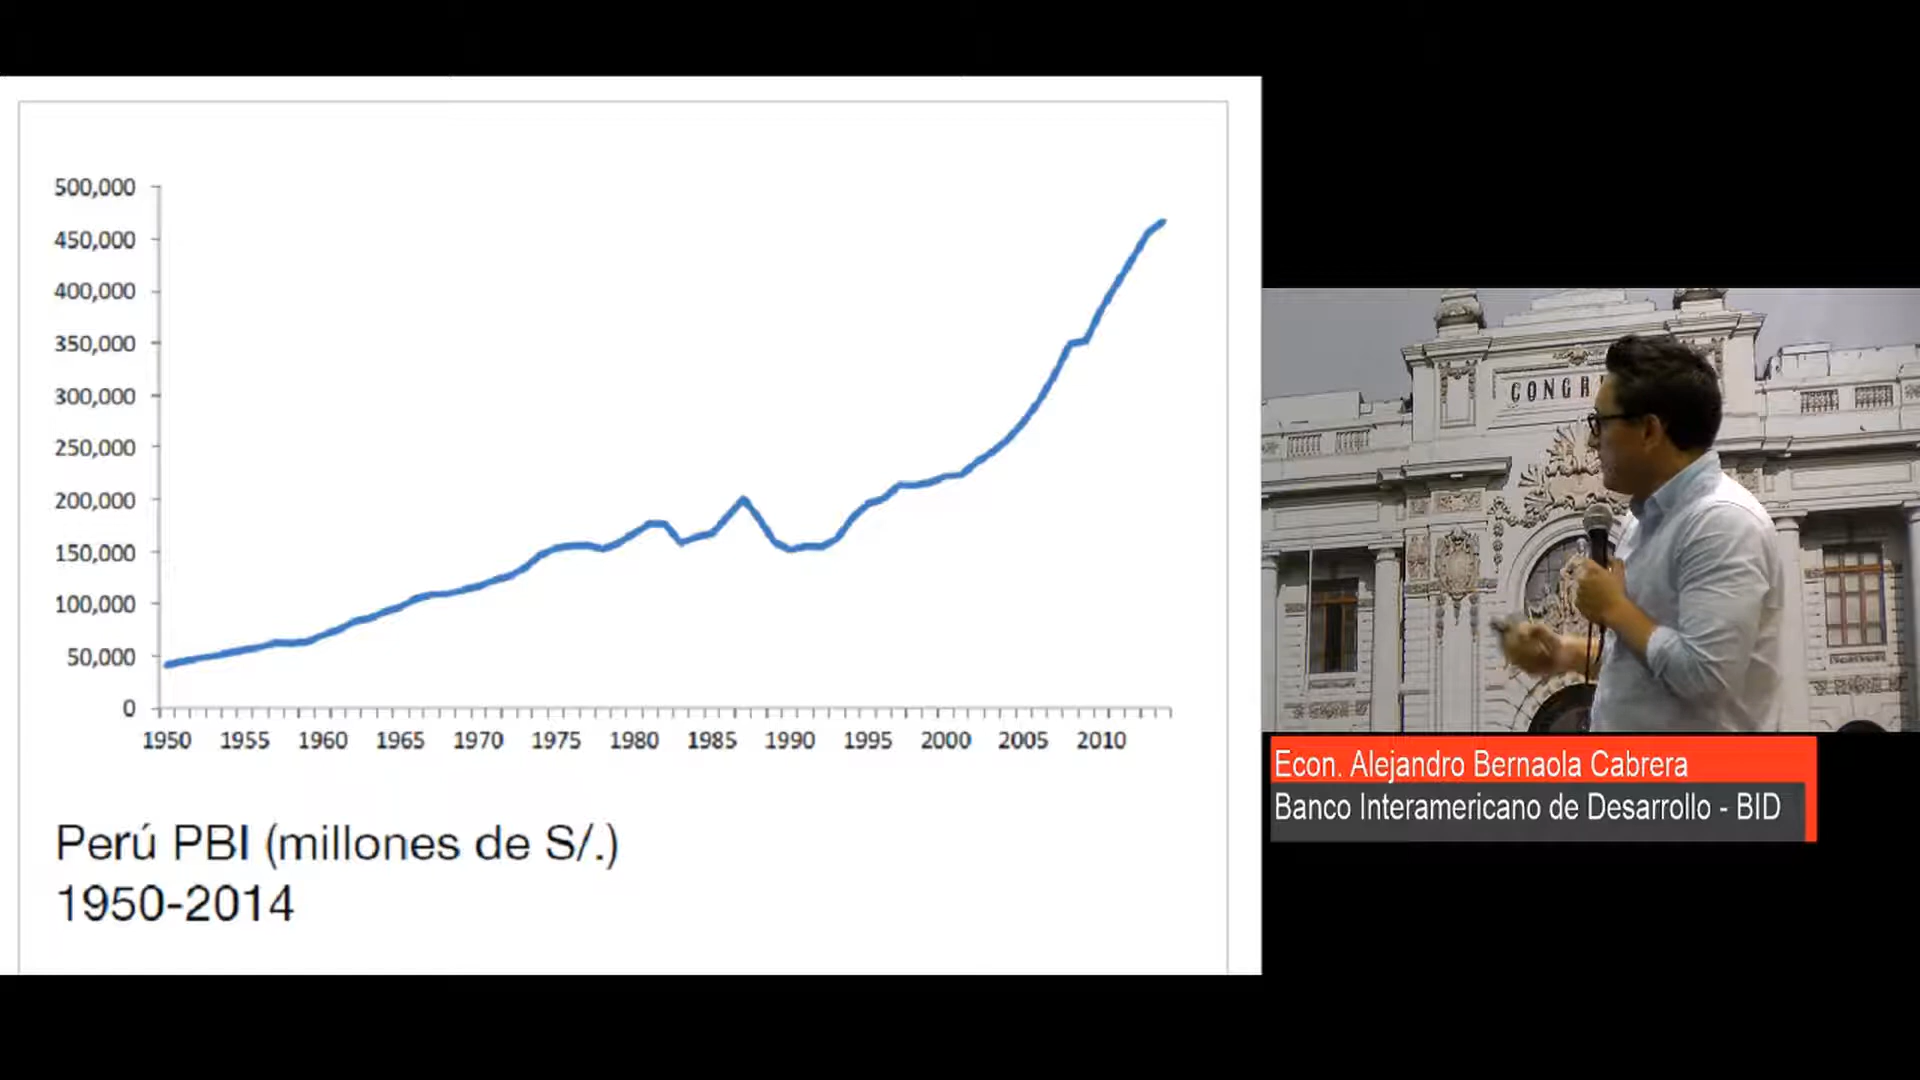 500,000
450,000
400,000
350,000
300,000
250,000
200,000
150,000
100,000
50,000
0
1950 1955 1960 1965 1970 1975 1980 1985 1990 1995 2000 2005 2010
Perú PBI (millones de S/.)
1950-2014
CONGR
Econ. Alejandro Bernaola Cabrera
Banco Interamericano de Desarrollo - BID